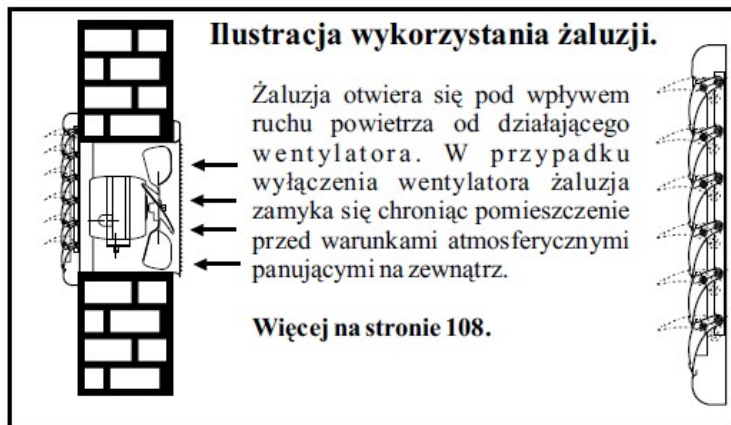 Ilustracja wykorzystania żaluzji.
Żaluzja otwiera się pod wpływem
ruchu powietrza od działającego
wentylatora. W przypadku
wyłączenia wentylatora żaluzja
zamyka się chroniąc pomieszczenie
przed warunkami atmosferycznymi
panującymi na zewnątrz.
Więcej na stronie 108.